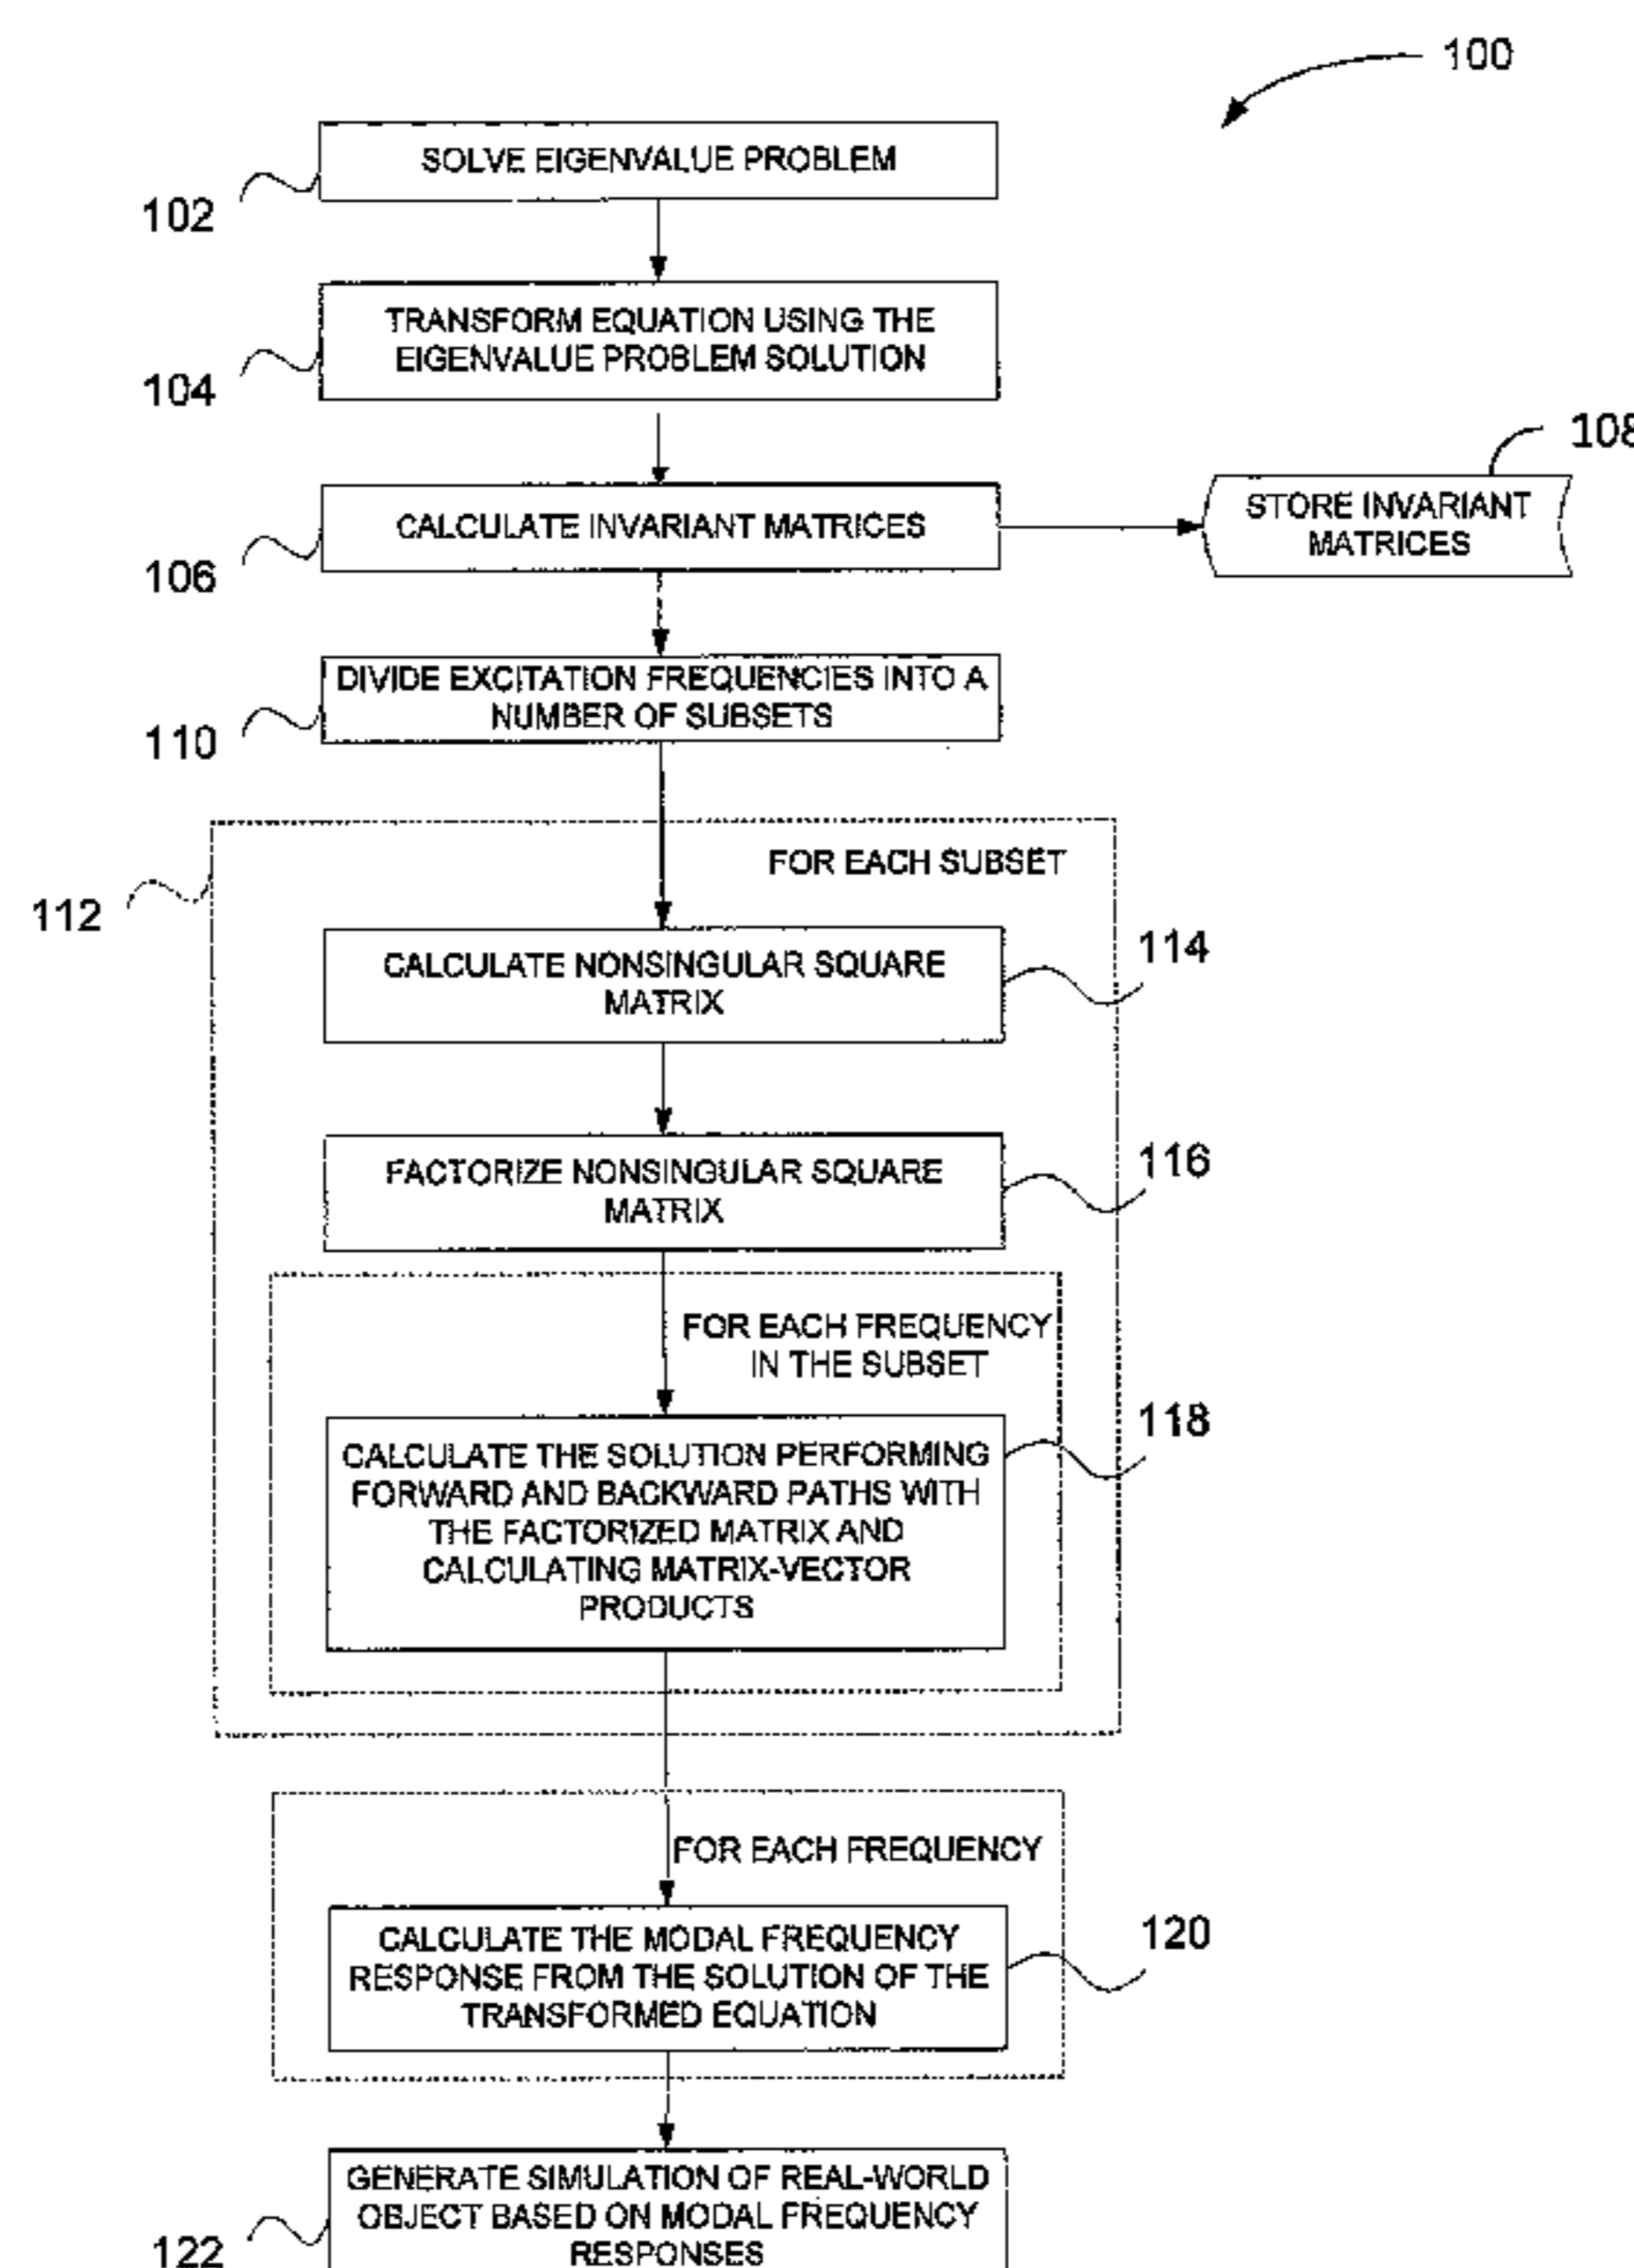 100
SOLVE EIGENVALUE PROBLEM
102
TRANSFORM EQUATION USING THE
EIGENVALUE PROBLEM SOLUTION
104
108
CALCULATE INVARIANT MATRICES
106
STORE INVARIANT
MATRICES
DIVIDE EXCITATION FREQUENCIES INTO A
NUMBER OF SUBSETS
110
112
FOR EACH SUBSET
CALCULATE NONSINGULAR SQUARE
MATRIX
114
FACTORIZE NONSINGULAR SQUARE
MATRIX
116
FOR EACH FREQUENCY
IN THE SUBSET
CALCULATE THE SOLUTION PERFORMING
FORWARD AND BACKWARD PATHS WITH
THE FACTORIZED MATRIX AND
CALCULATING MATRIX-VECTOR
PRODUCTS
118
FOR EACH FREQUENCY
CALCULATE THE MODAL FREQUENCY
RESPONSE FROM THE SOLUTION OF THE
TRANSFORMED EQUATION
120
GENERATE SIMULATION OF REAL-WORLD
OBJECT BASED ON MODAL FREQUENCY
RESPONSES
122